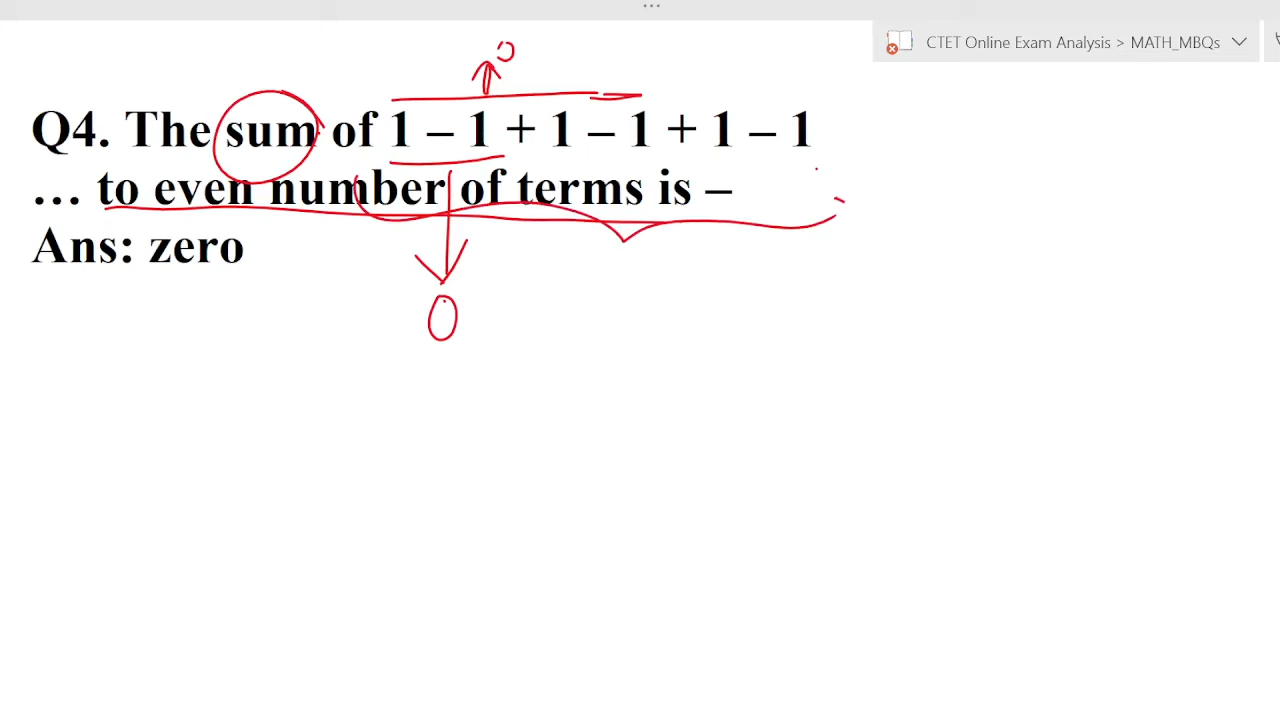 ...
CTET Online Exam Analysis > MATH_MBQs
0
Q4. The sum of 1 – 1 + 1 – 1 + 1 – 1
… to even number of terms is –
Ans: zero
0